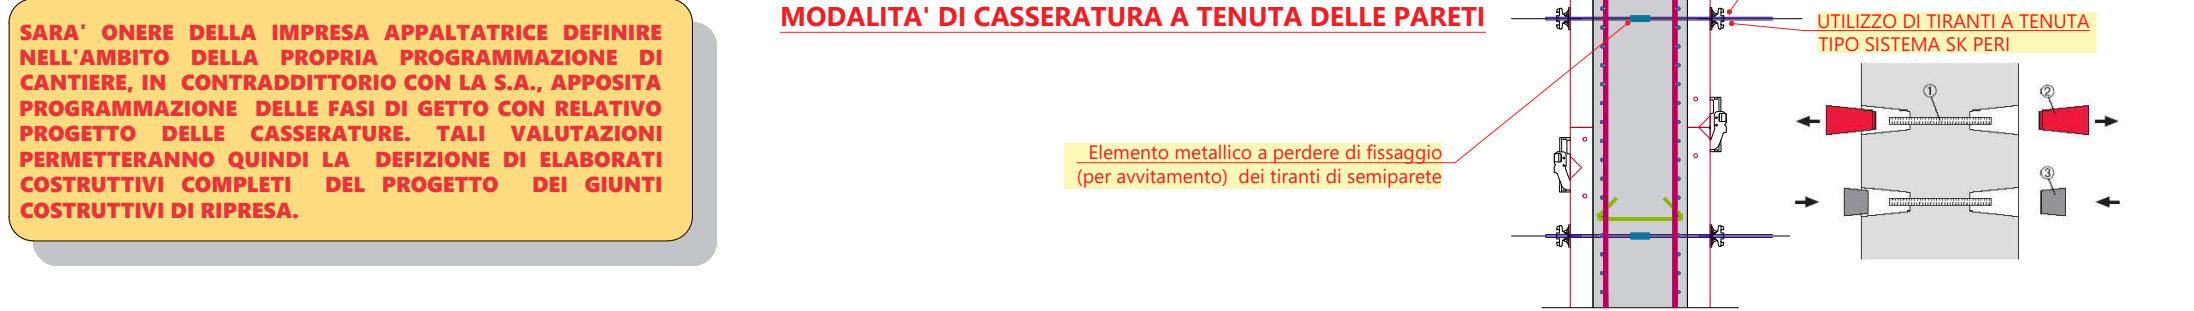 SARA' ONERE DELLA IMPRESA APPALTATRICE DEFINIRE
NELL'AMBITO DELLA PROPRIA PROGRAMMAZIONE DI
CANTIERE, IN CONTRADDITTORIO CON LA S.A., APPOSITA
PROGRAMMAZIONE DELLE FASI DI GETTO CON RELATIVO
PROGETTO DELLE CASSERATURE. TALI VALUTAZIONI
PERMETTERANNO QUINDI LA DEFIZIONE DI ELABORATI
COSTRUTTIVI COMPLETI DEL PROGETTO DEI GIUNTI
COSTRUTTIVI DI RIPRESA.
MODALITA' DI CASSERATURA A TENUTA DELLE PARETI
Elemento metallico a perdere di fissaggio
(per avvitamento) dei tiranti di semiparete
UTILIZZO DI TIRANTI A TENUTA
TIPO SISTEMA SK PERI
①
②
③